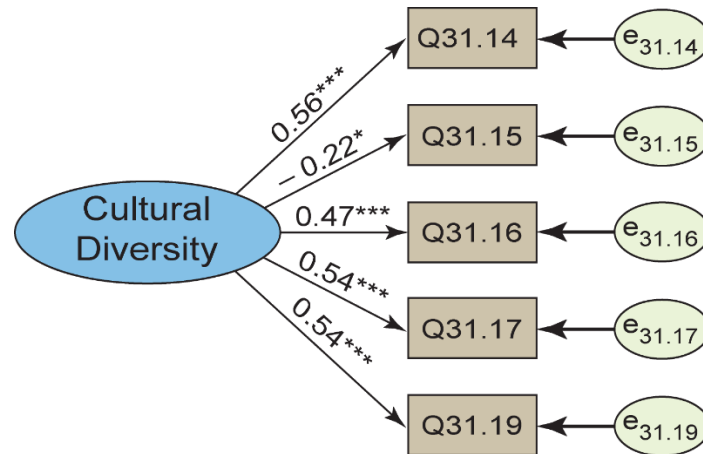 Cultural
Diversity
0.56***
– 0.22*
0.47***
0.54***
0.54***
Q31.14
e31.14
Q31.15
e31.15
Q31.16
e31.16
Q31.17
e31.17
Q31.19
e31.19